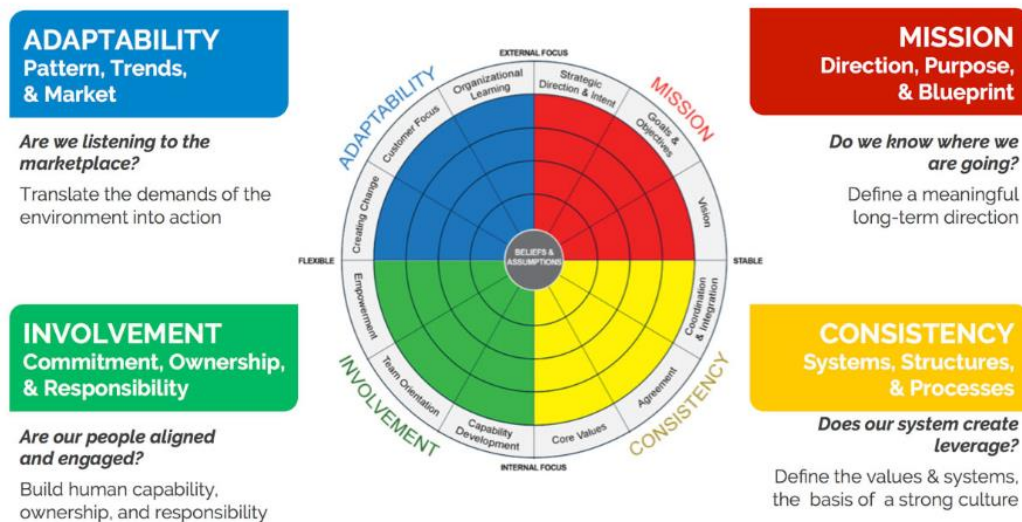 ADAPTABILITY
Pattern, Trends,
& Market
Are we listening to the
marketplace?
Translate the demands of the
environment into action
INVOLVEMENT
Commitment, Ownership,
& Responsibility
Are our people aligned
and engaged?
Build human capability,
ownership, and responsibility
EXTERNAL FOCUS
ADAPTABILITY
MISSION
Organizational
Learning
Strategic
Direction & Intent
Customer Focus
Goals &
Objectives
Creating Change
Vision
FLEXIBLE
BELIEFS &
ASSUMPTIONS
STABLE
Empowerment
Coordination
& Integration
Team Orientation
Agreement
Capability
Development
Core Values
INVOLVEMENT
CONSISTENCY
INTERNAL FOCUS
MISSION
Direction, Purpose,
& Blueprint
Do we know where we
are going?
Define a meaningful
long-term direction
CONSISTENCY
Systems, Structures,
& Processes
Does our system create
leverage?
Define the values & systems,
the basis of a strong culture